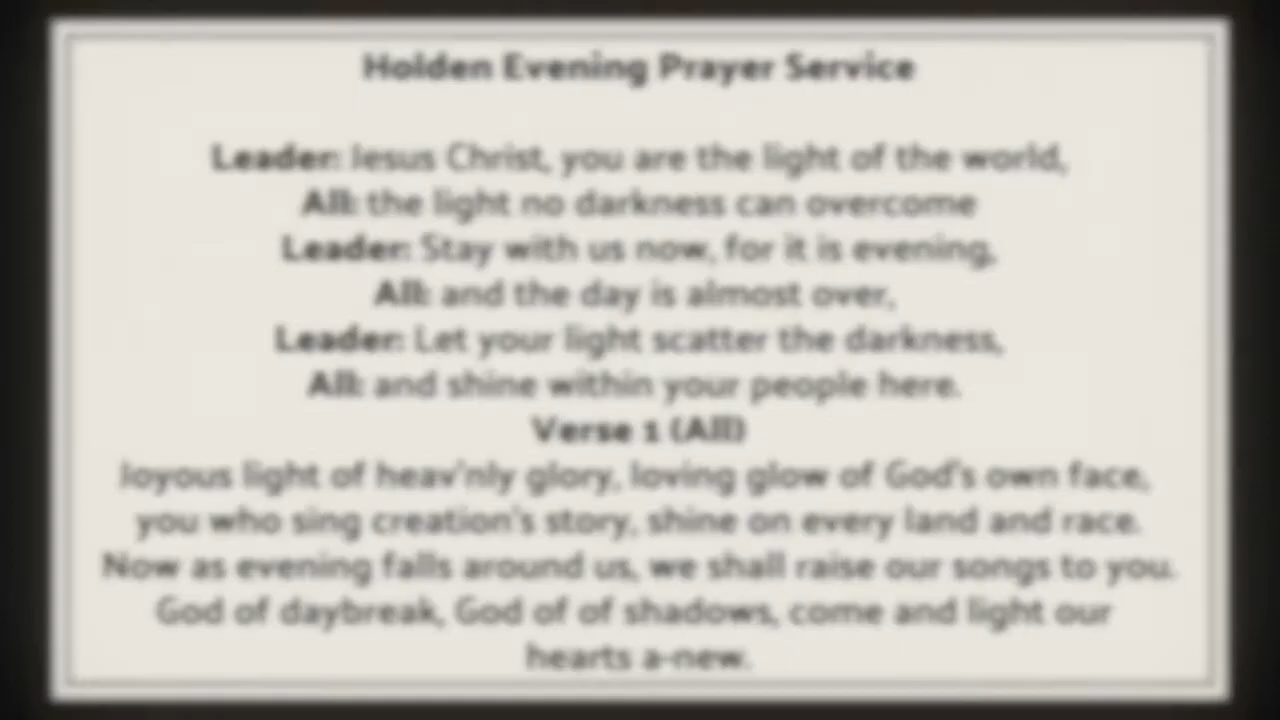 Holden Evening Prayer Service
Leader: Jesus Christ, you are the light of the world,
All: the light no darkness can overcome
Leader: Stay with us now, for it is evening,
All: and the day is almost over.
Leader: Let your light scatter the darkness,
All: and shine within your people here.
Verse 1 (All)
Joyous light of heav'nly glory, loving glow of God's own face,
you who sing creation's story, shine on every land and race.
Now as evening falls around us, we shall raise our songs to you.
God of daybreak, God of of shadows, come and light our
hearts a-new.